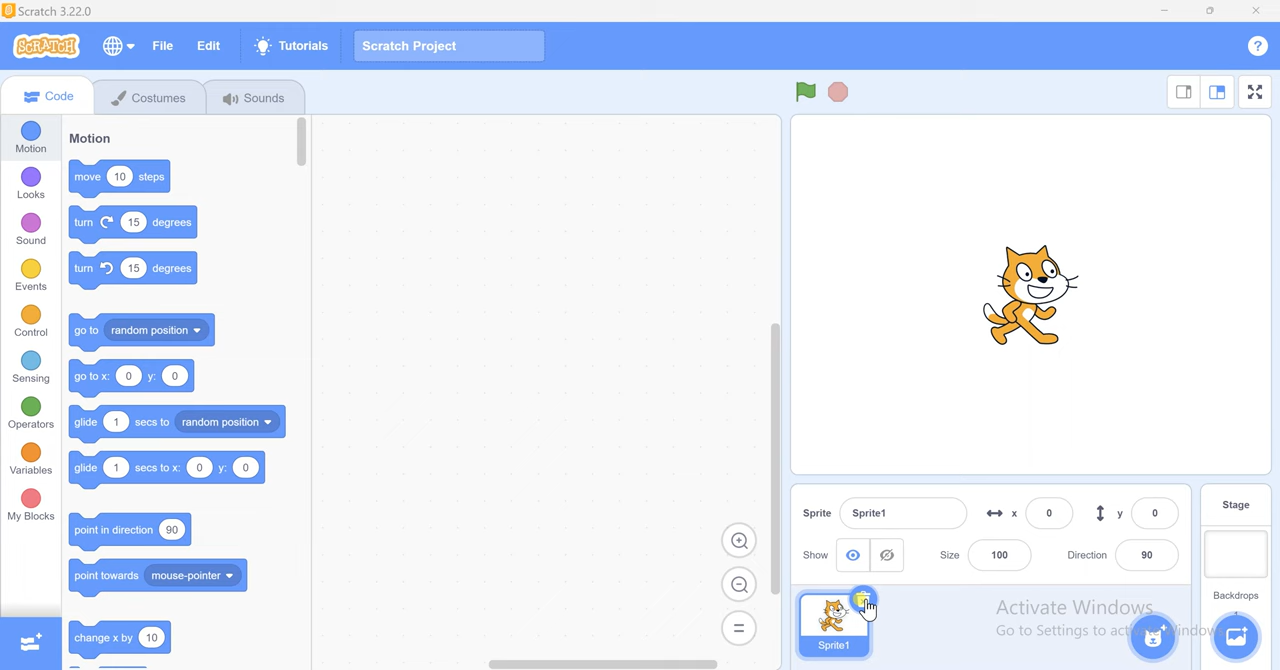 Scratch 3.22.0
SCRATCH File Edit Tutorials Scratch Project ?
Code Costumes Sounds
Motion
Looks
Sound
Events
Control
Sensing
Operators
Variables
My Blocks
Motion
move 10 steps
turn 15 degrees
turn 15 degrees
go to random position
go to x: 0 y: 0
glide 1 secs to random position
glide 1 secs to x: 0 y: 0
point in direction 90
point towards mouse-pointer
change x by 10
Sprite Sprite1 x 0 y 0
Show Size 100 Direction 90
Sprite1
Stage
Backdrops
Activate Windows
Go to Settings to activate Windows.